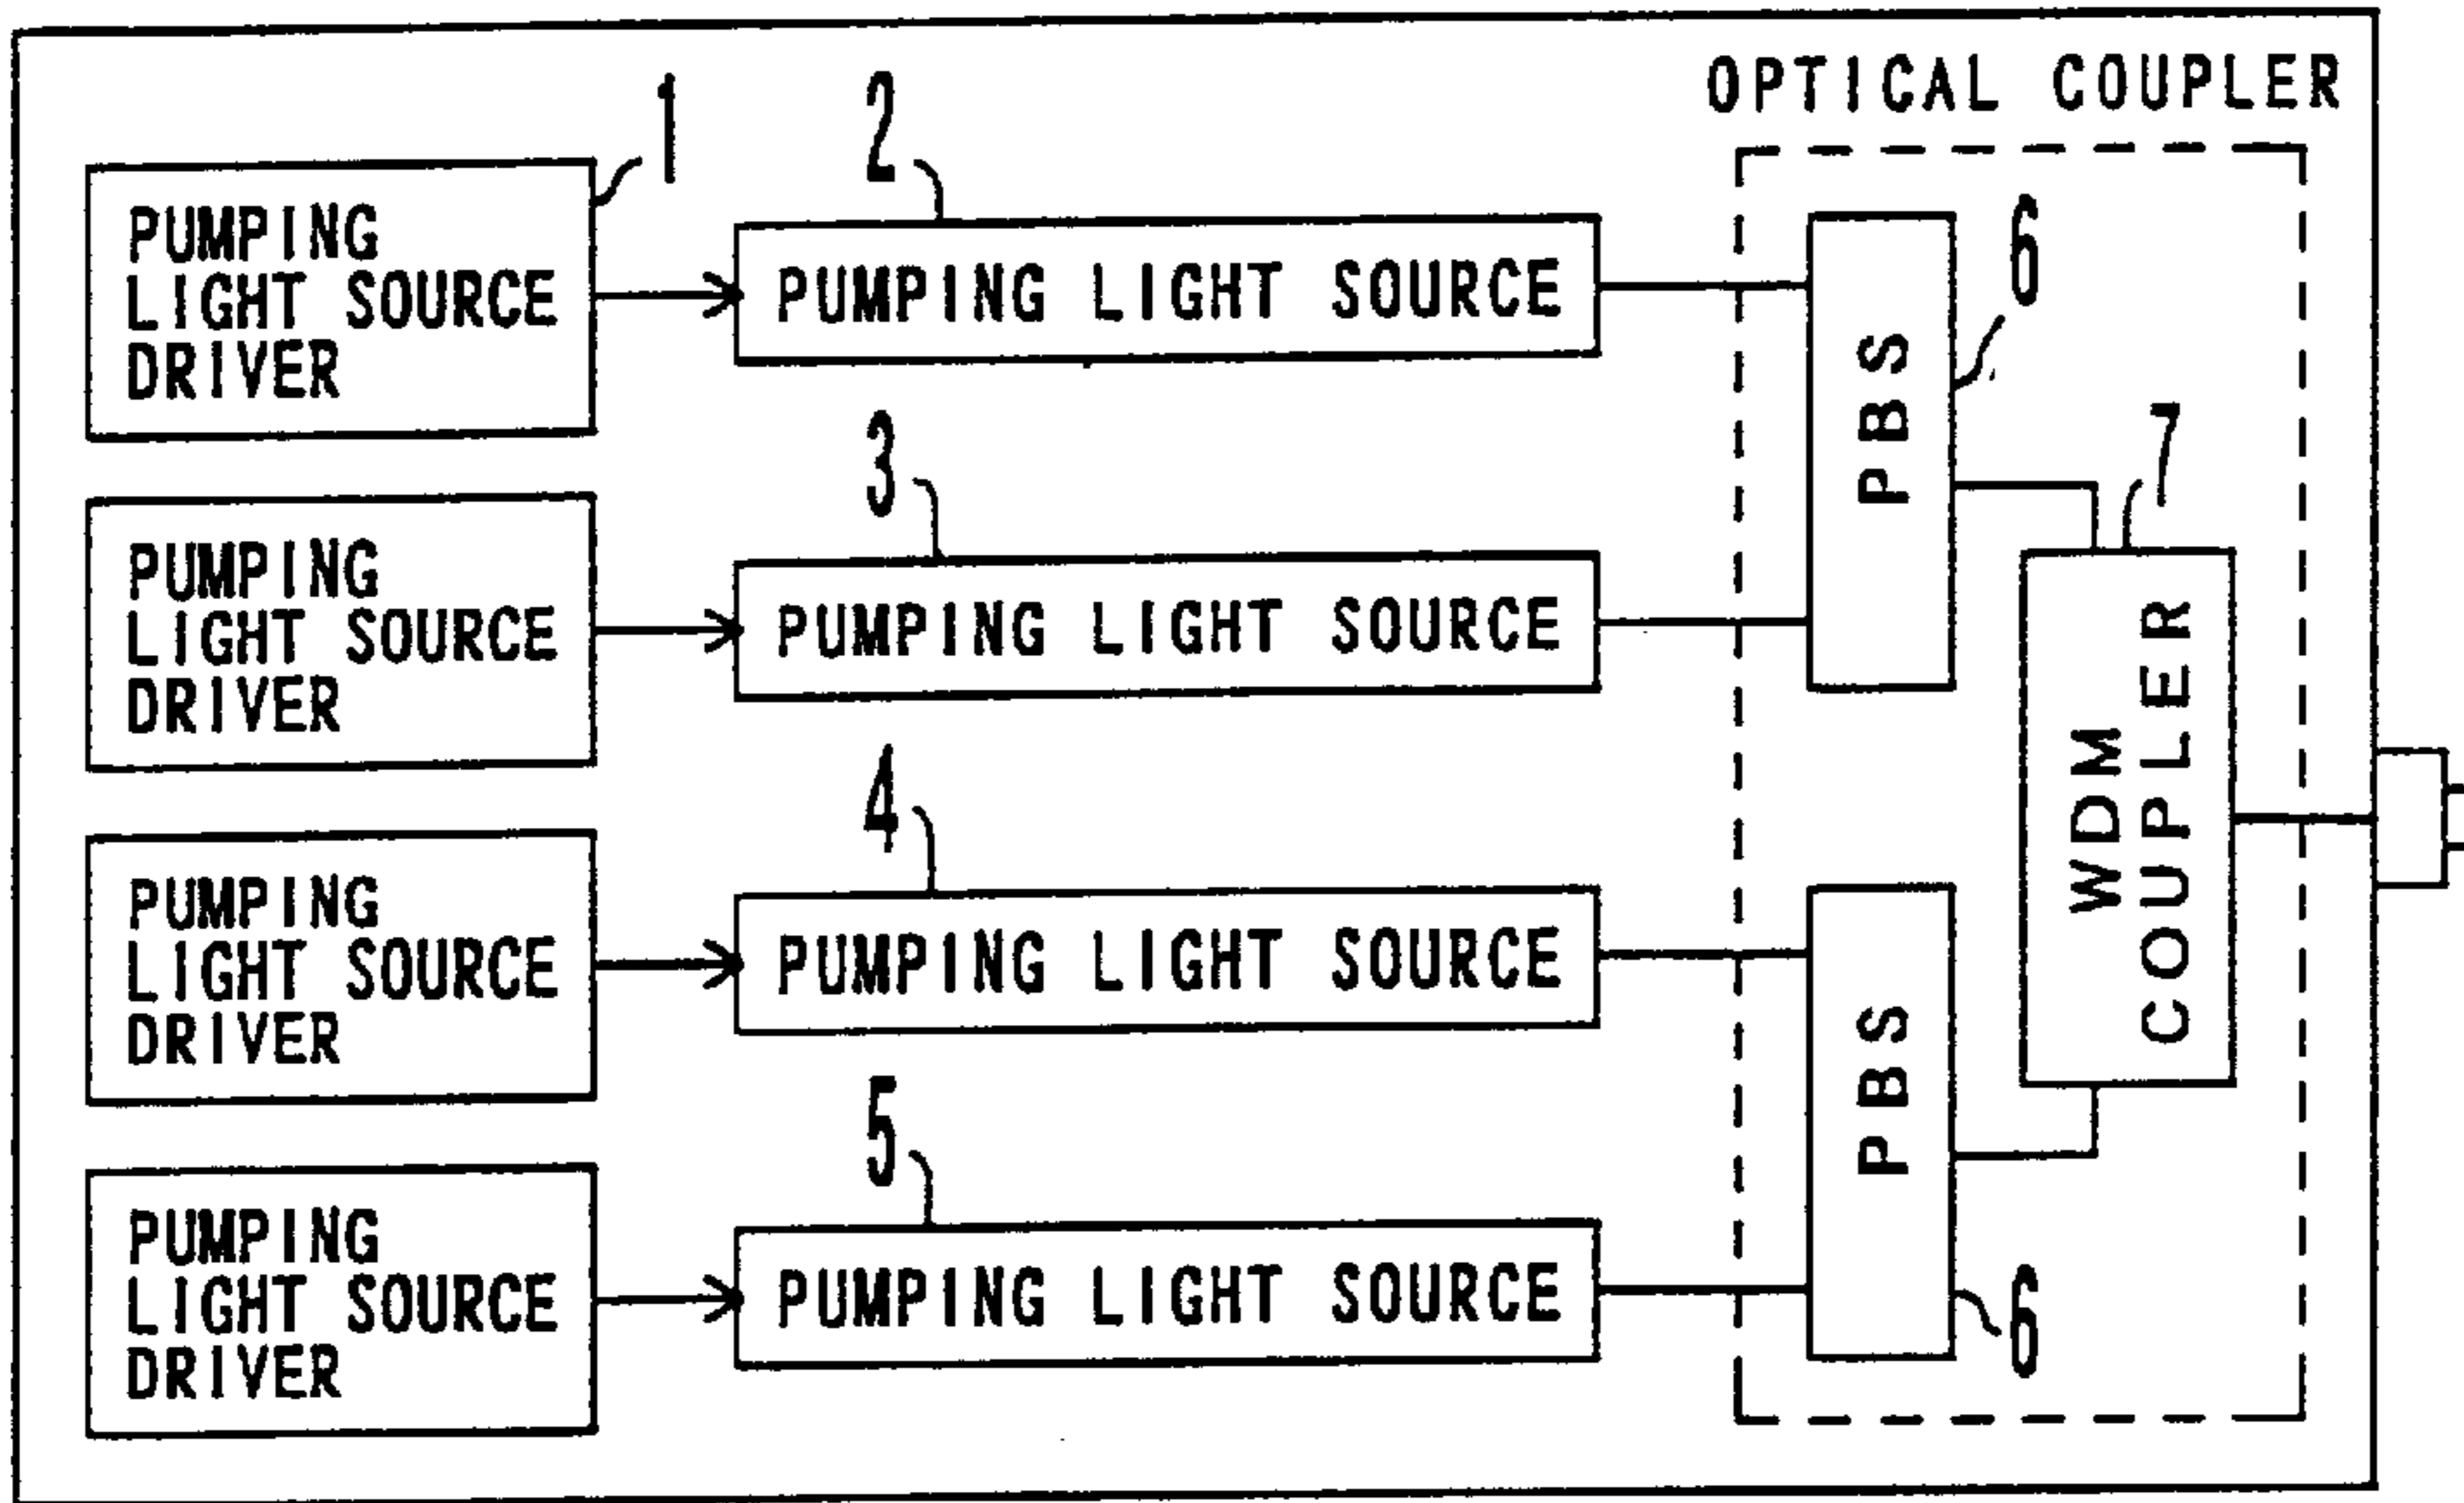 OPTICAL COUPLER
1
2
PUMPING
LIGHT SOURCE
DRIVER
PUMPING LIGHT SOURCE
PBS
6
3
PUMPING
LIGHT SOURCE
DRIVER
PUMPING LIGHT SOURCE
7
WDM
COUPLER
4
PUMPING
LIGHT SOURCE
DRIVER
PUMPING LIGHT SOURCE
PBS
5
PUMPING
LIGHT SOURCE
DRIVER
PUMPING LIGHT SOURCE
6